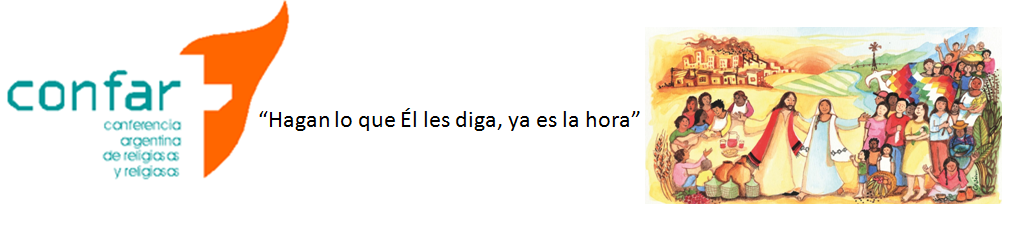 confar
conferencia
argentina
de religiosas
y religiosos
“Hagan lo que Él les diga, ya es la hora”